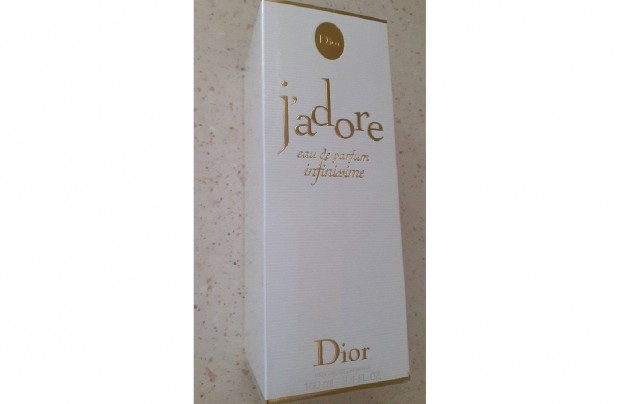 Dior
j'adore
eau de parfum
infinissime
Dior